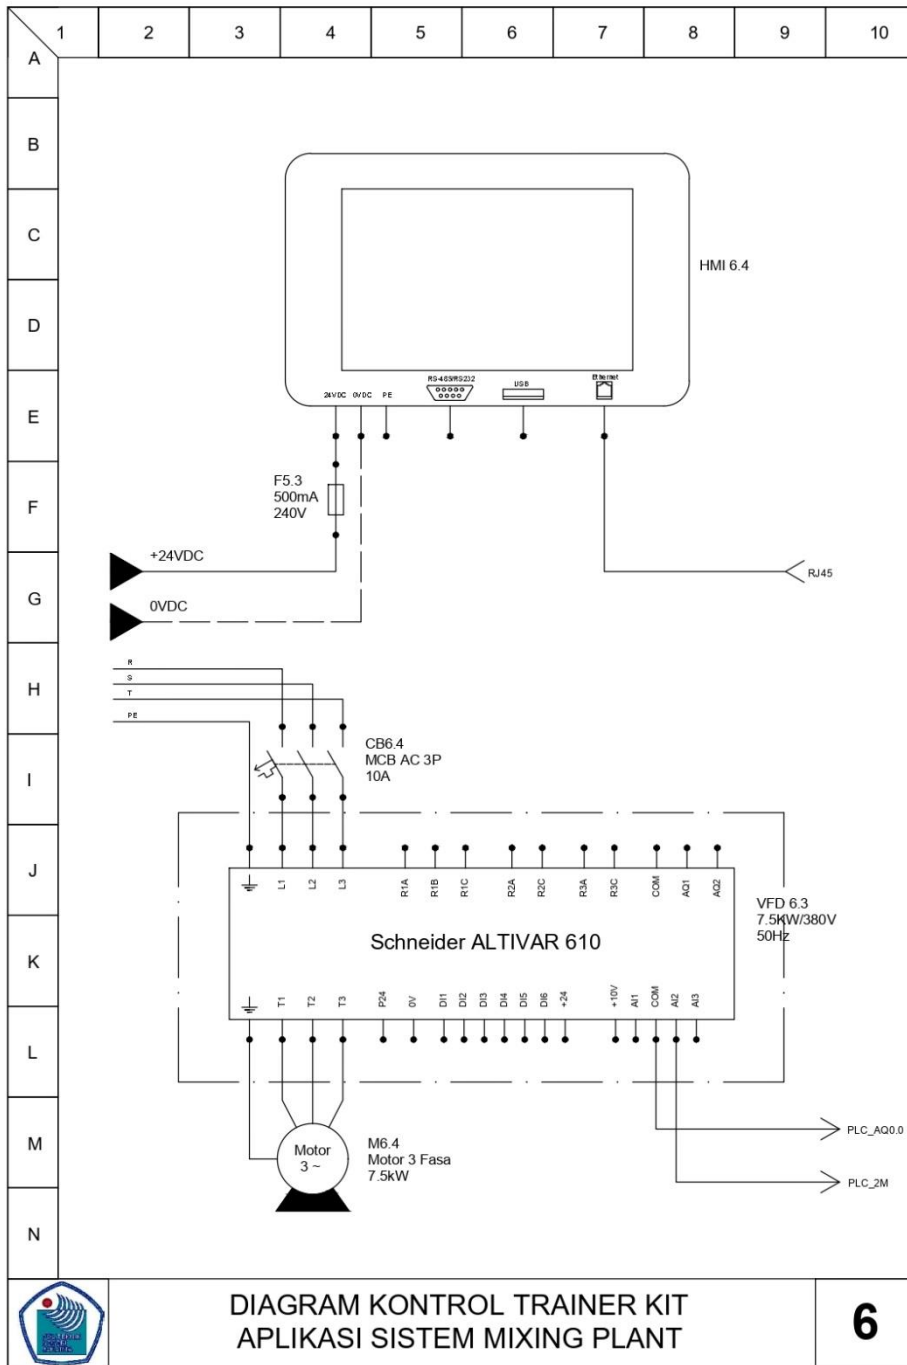 1 2 3 4 5 6 7 8 9 10
A
B
C
HMI 6.4
D
RS-485/RS232 USB Ethernet
24VDC 0VDC PE
E
F5.3
500mA
240V
F
+24VDC
RJ45
G
0VDC
R
S
T
H
PE
CB6.4
MCB AC 3P
10A
I
J
L1 L2 L3 R1A R1B R1C R2A R2C R3A R3C COM AQ1 AQ2
VFD 6.3
7.5KW/380V
50Hz
Schneider ALTIVAR 610
K
T1 T2 T3 P24 0V DI1 DI2 DI3 DI4 DI5 DI6 +24 +10V AI1 COM AI2 AI3
L
PLC_AQ0.0
M
Motor
3 ~
M6.4
Motor 3 Fasa
7.5kW
PLC_2M
N
DIAGRAM KONTROL TRAINER KIT
APLIKASI SISTEM MIXING PLANT
6